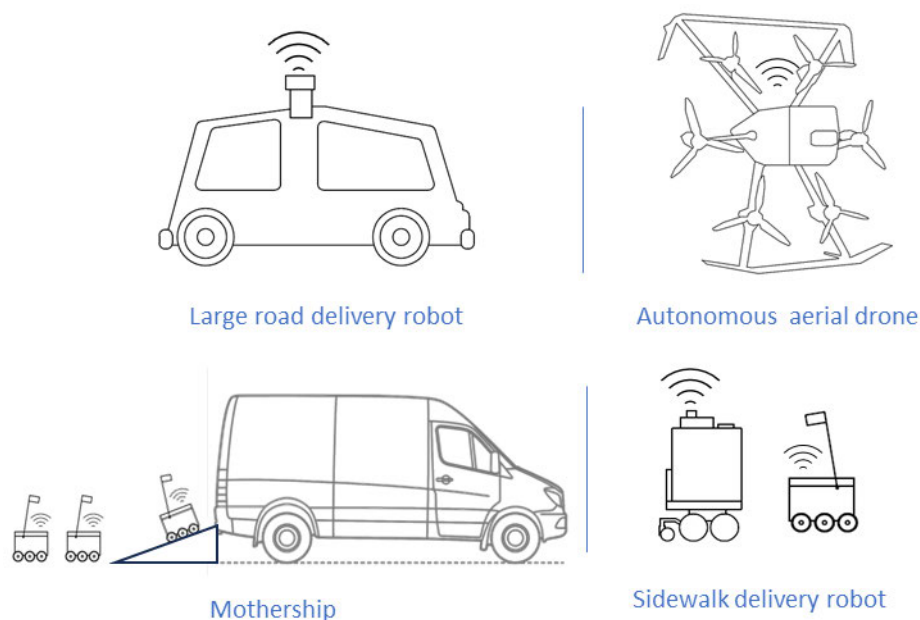 Large road delivery robot
Autonomous aerial drone
Mothership
Sidewalk delivery robot